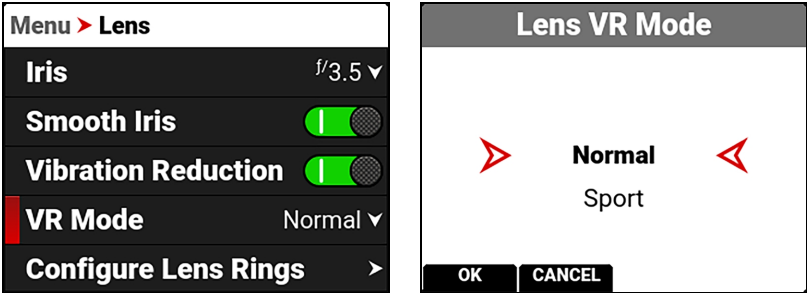 Menu > Lens
Iris ƒ/3.5
Smooth Iris
Vibration Reduction
VR Mode Normal
Configure Lens Rings
Lens VR Mode
Normal
Sport
OK CANCEL